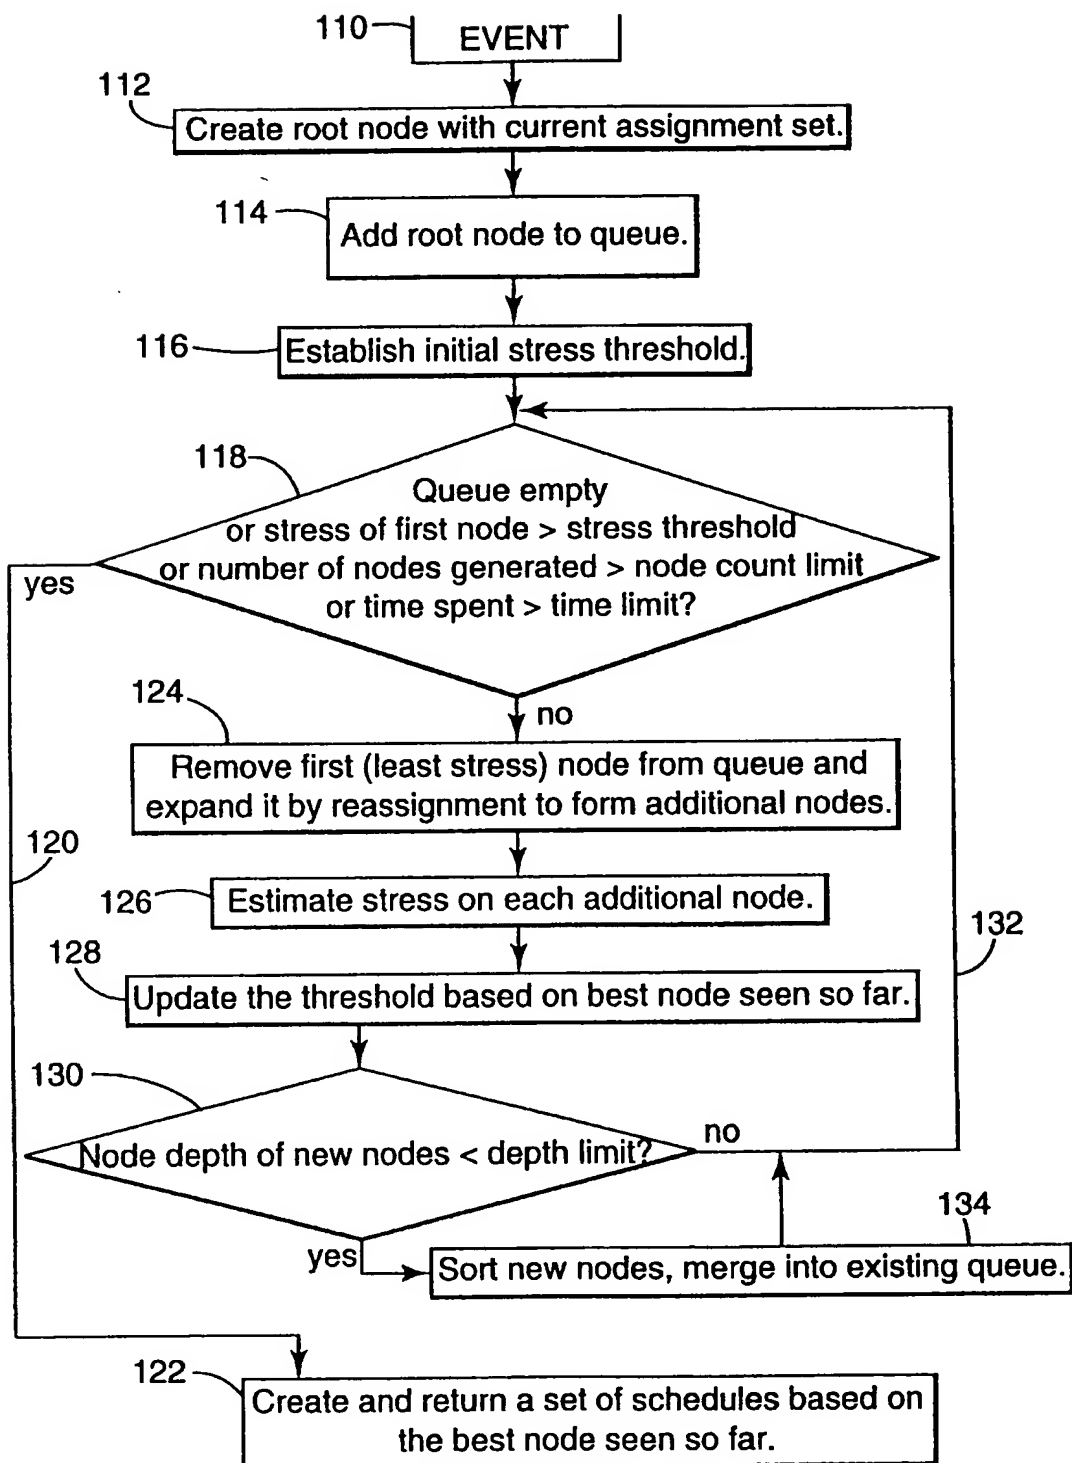 110
EVENT
112
Create root node with current assignment set.
114
Add root node to queue.
116
Establish initial stress threshold.
118
Queue empty
or stress of first node > stress threshold
or number of nodes generated > node count limit
or time spent > time limit?
yes
no
124
Remove first (least stress) node from queue and
expand it by reassignment to form additional nodes.
120
126
Estimate stress on each additional node.
132
128
Update the threshold based on best node seen so far.
130
Node depth of new nodes < depth limit?
no
yes
134
Sort new nodes, merge into existing queue.
122
Create and return a set of schedules based on
the best node seen so far.